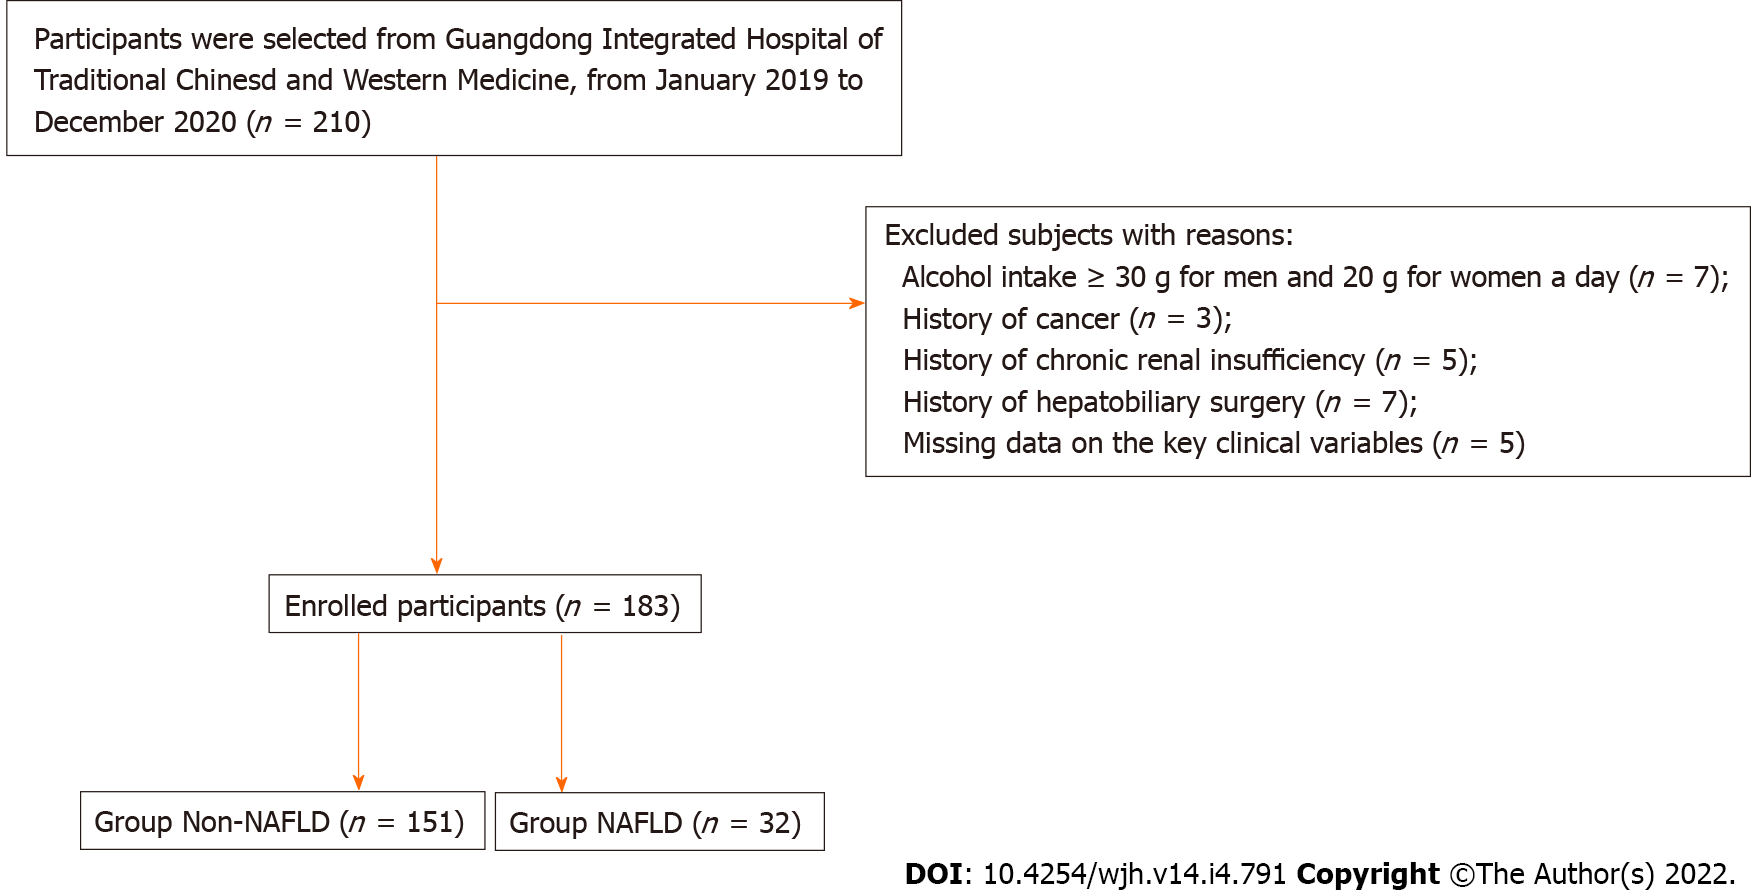 Participants were selected from Guangdong Integrated Hospital of
Traditional Chinesd and Western Medicine, from January 2019 to
December 2020 (n = 210)
Excluded subjects with reasons:
Alcohol intake ≥ 30 g for men and 20 g for women a day (n = 7);
History of cancer (n = 3);
History of chronic renal insufficiency (n = 5);
History of hepatobiliary surgery (n = 7);
Missing data on the key clinical variables (n = 5)
Enrolled participants (n = 183)
Group Non-NAFLD (n = 151)
Group NAFLD (n = 32)
DOI: 10.4254/wjh.v14.i4.791 Copyright ©The Author(s) 2022.